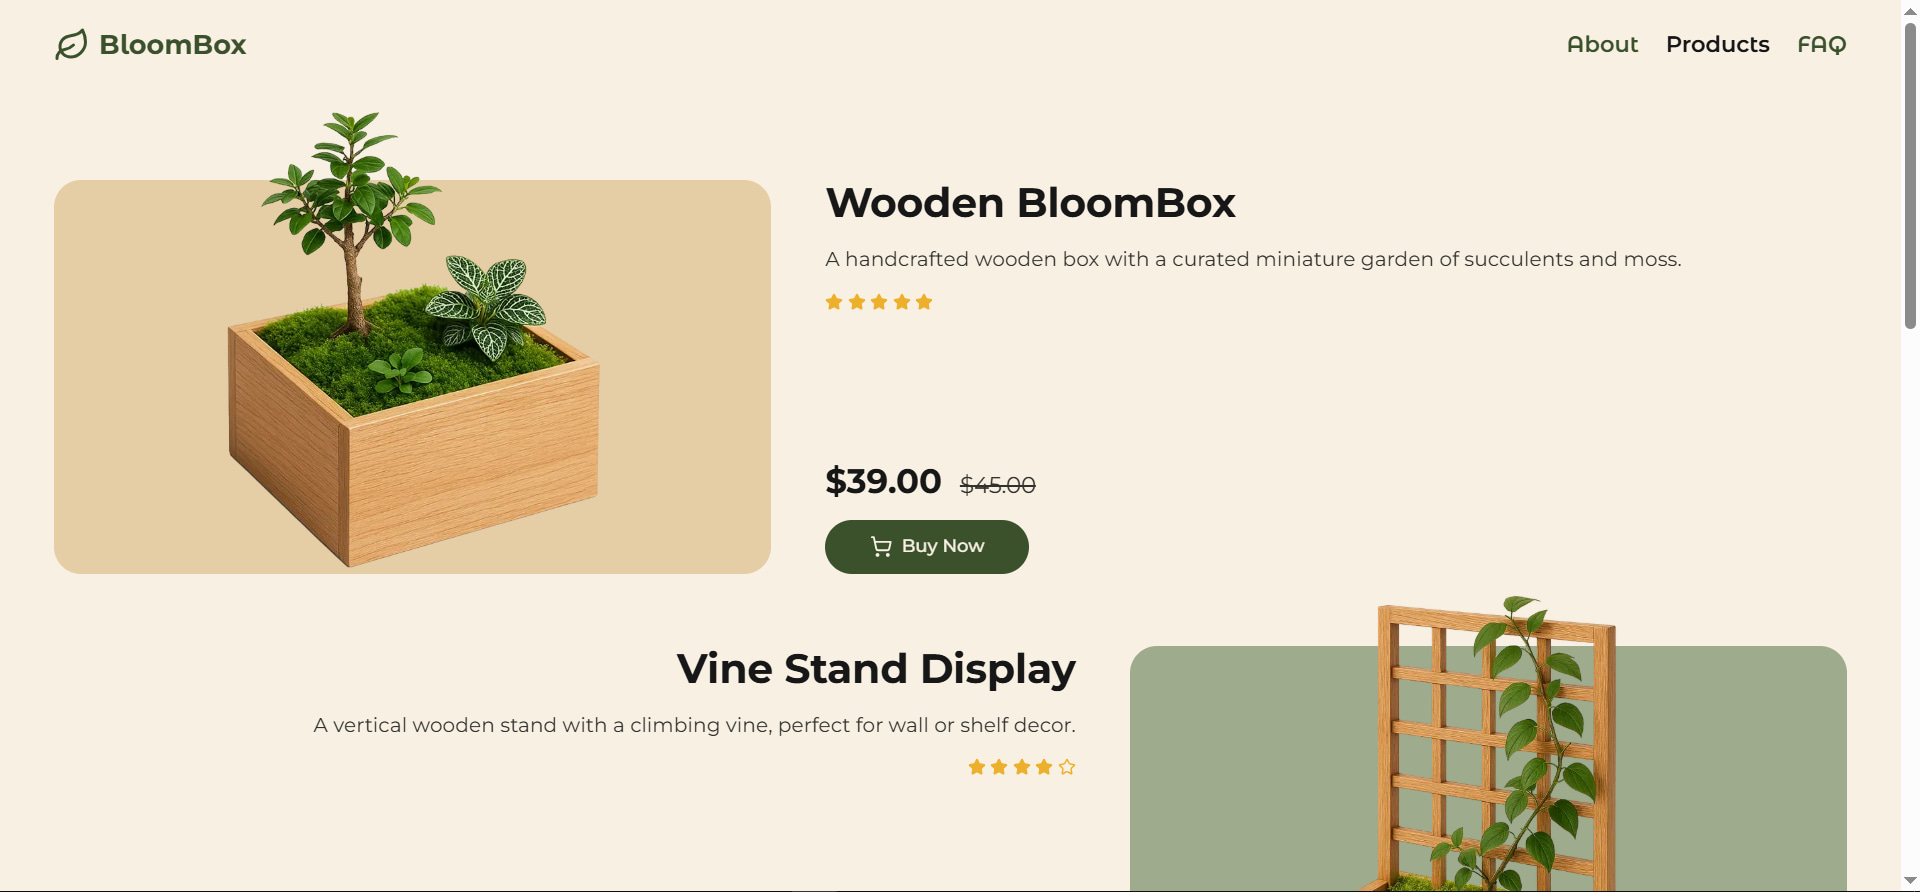 BloomBox
About Products FAQ
Wooden BloomBox
A handcrafted wooden box with a curated miniature garden of succulents and moss.
$39.00 $45.00
Buy Now
Vine Stand Display
A vertical wooden stand with a climbing vine, perfect for wall or shelf decor.